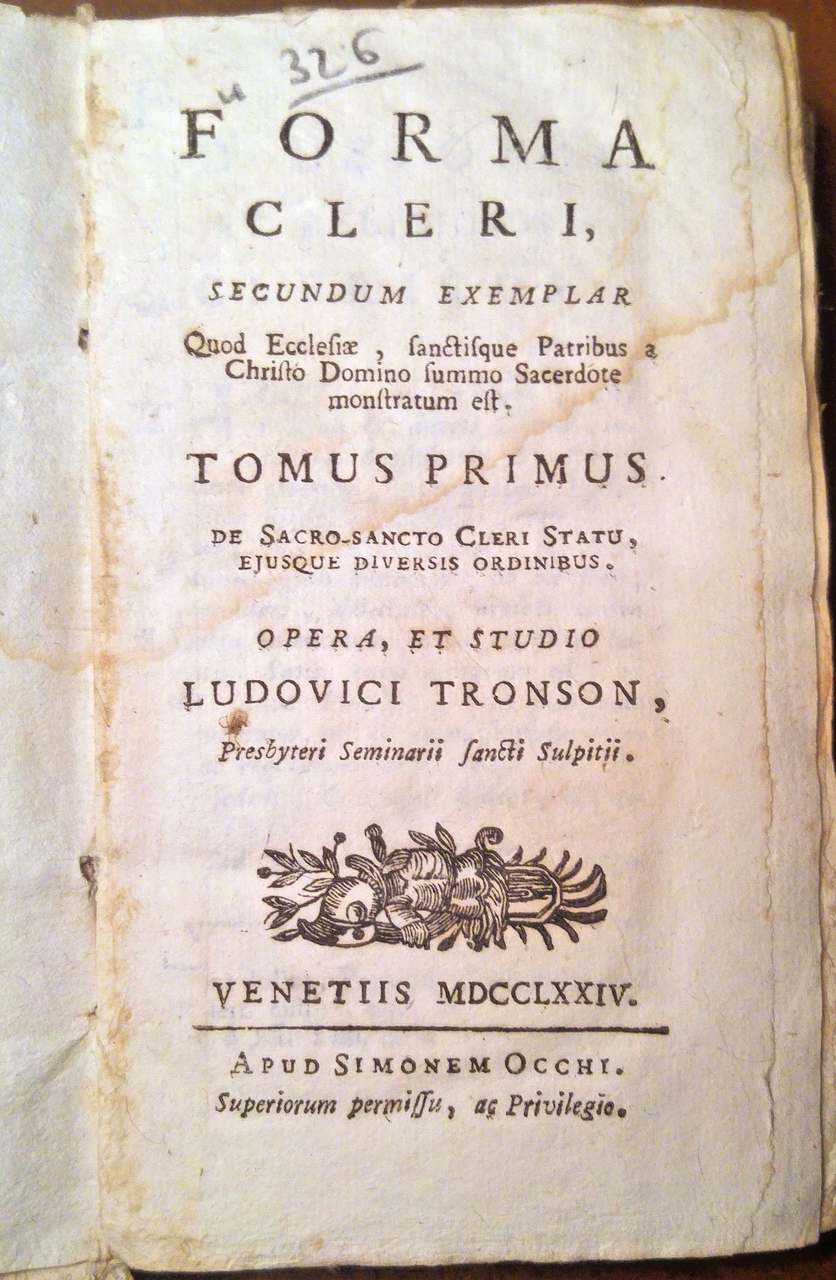 326
FORMA
CLERI,
SECUNDUM EXEMPLAR
Quod Ecclesiæ, ſanctiſque Patribus a
Chriſto Domino ſummo Sacerdote
monſtratum eſt.
TOMUS PRIMUS.
DE SACRO-SANCTO CLERI STATU,
EJUSQUE DIVERSIS ORDINIBUS.
OPERA, ET STUDIO
LUDOVICI TRONSON,
Presbyteri Seminarii ſancti Sulpitii.
VENETIIS MDCCLXXIV.
APUD SIMONEM OCCHI.
Superiorum permiſſu, ac Privilegio.